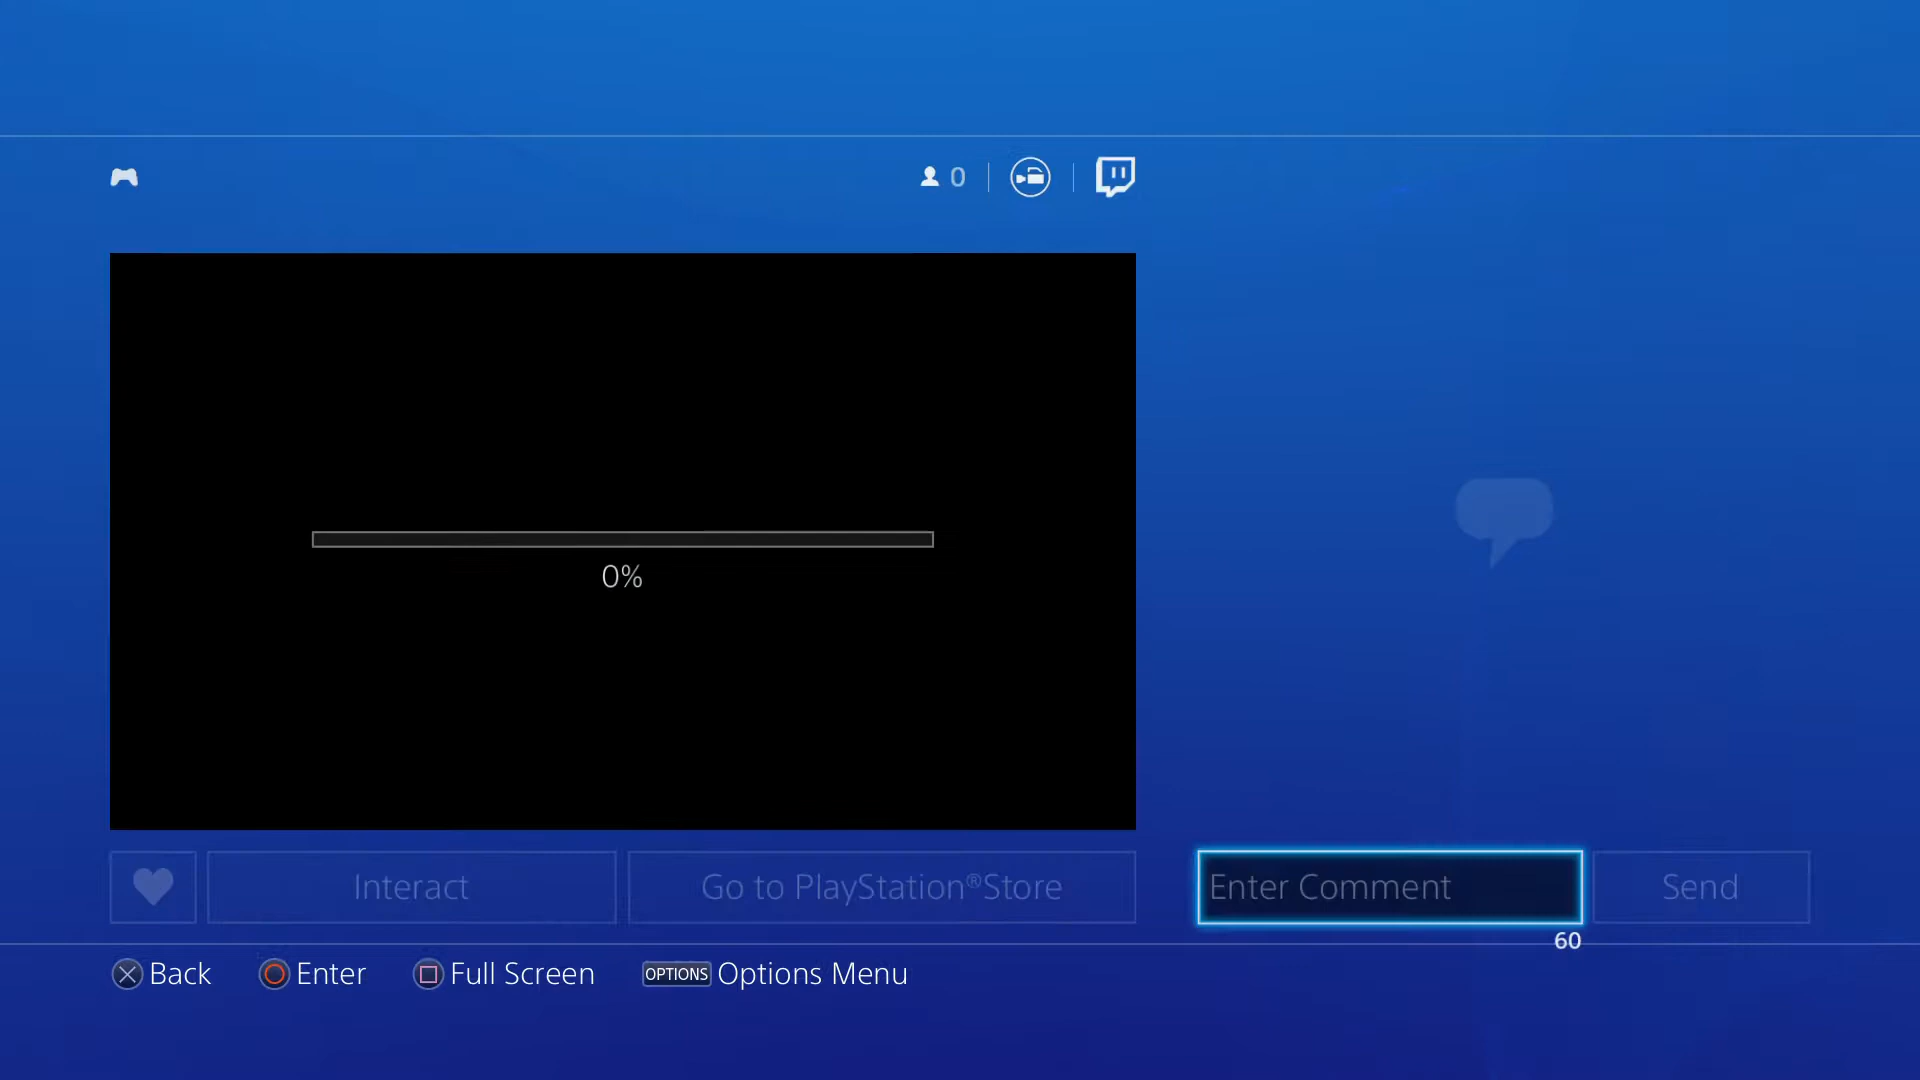 0
0%
Interact
Go to PlayStation®Store
Enter Comment
Send
60
Back
Enter
Full Screen
OPTIONS Options Menu